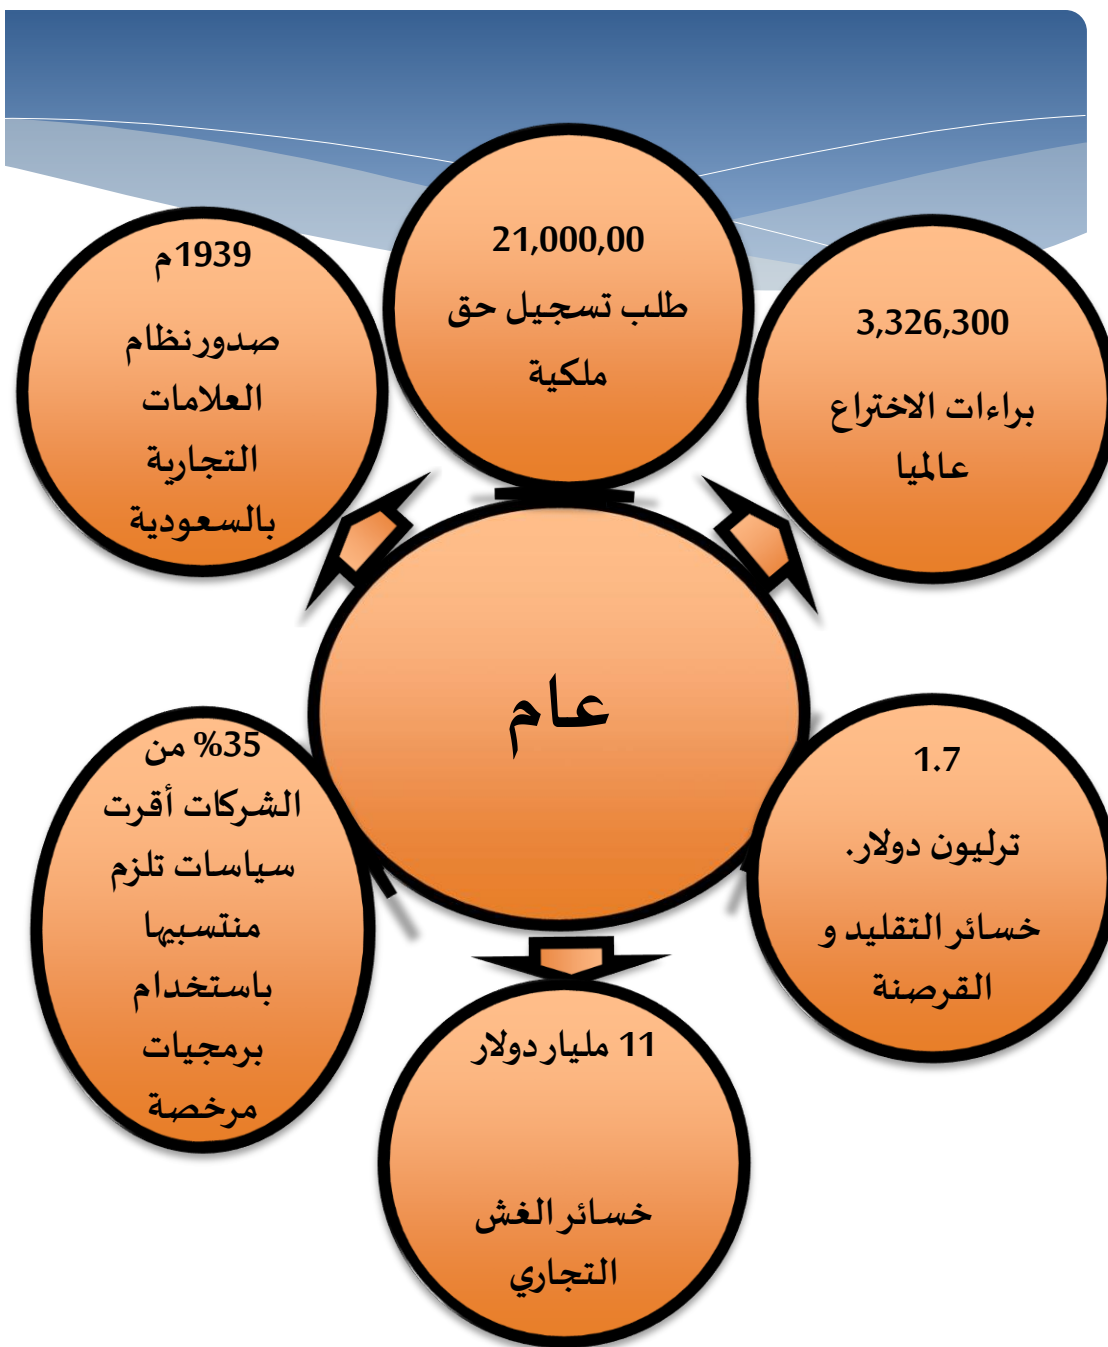 21,000,00
طلب تسجيل حق
ملكية
3,326,300
براءات الاختراع
عالميا
1.7
ترليون دولار.
خسائر التقليد و
القرصنة
11 مليار دولار
خسائر الغش
التجاري
%35 من
الشركات أقرت
سياسات تلزم
منتسبيها
باستخدام
برمجيات
مرخصة
1939م
صدور نظام
العلامات
التجارية
بالسعودية
عام